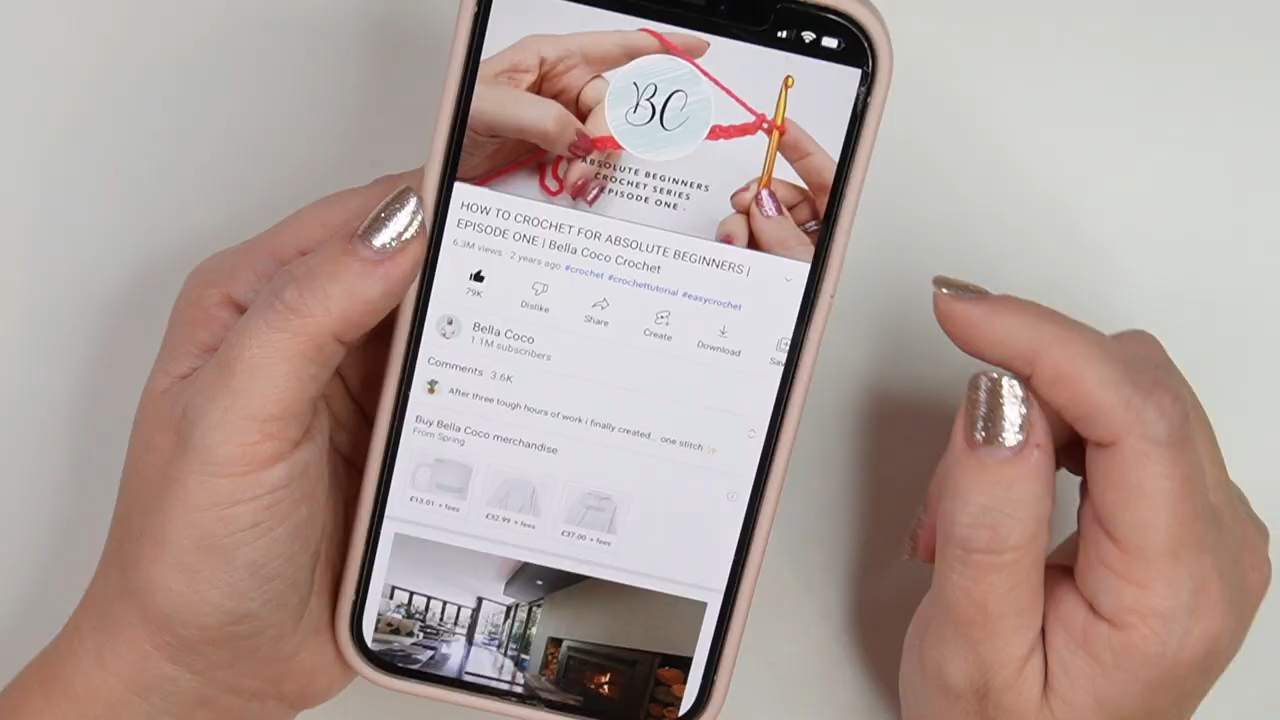 BC
ABSOLUTE BEGINNERS
CROCHET SERIES
EPISODE ONE -
HOW TO CROCHET FOR ABSOLUTE BEGINNERS |
EPISODE ONE | Bella Coco Crochet
6.3M views · 2 years ago #crochet #crochettutorial #easycrochet
79K
Dislike
Share
Create
Download
Sav
Bella Coco
1.1M subscribers
Comments 3.6K
After three tough hours of work i finally created... one stitch
Buy Bella Coco merchandise
From Spring
£13.01 + fees
£32.99 + fees
£37.00 + fees